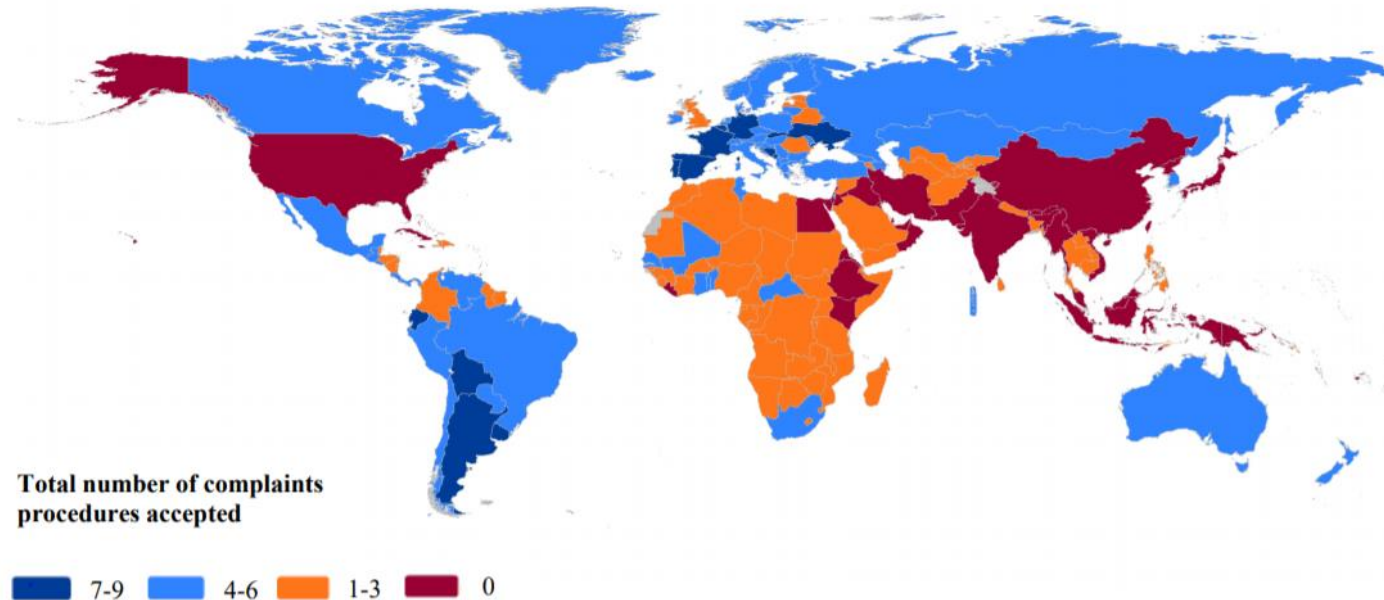 Total number of complaints
procedures accepted
7-9 4-6 1-3 0